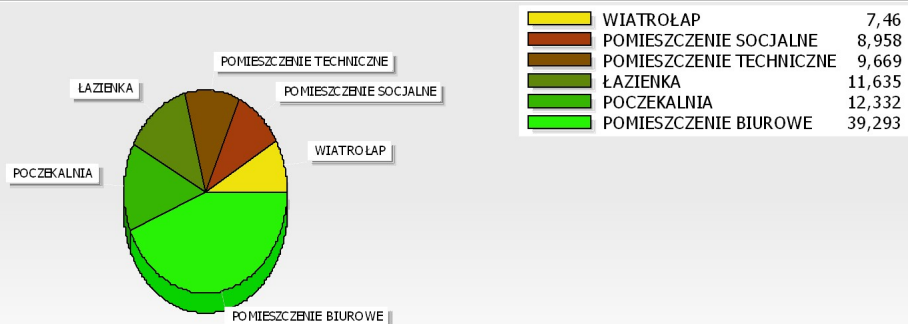 WIATROŁAP 7,46
POMIESZCZENIE SOCJALNE 8,958
POMIESZCZENIE TECHNICZNE 9,669
ŁAZIENKA 11,635
POCZEKALNIA 12,332
POMIESZCZENIE BIUROWE 39,293
POMIESZCZENIE TECHNICZNE
ŁAZIENKA
POMIESZCZENIE SOCJALNE
WIATROŁAP
POCZEKALNIA
POMIESZCZENIE BIUROWE